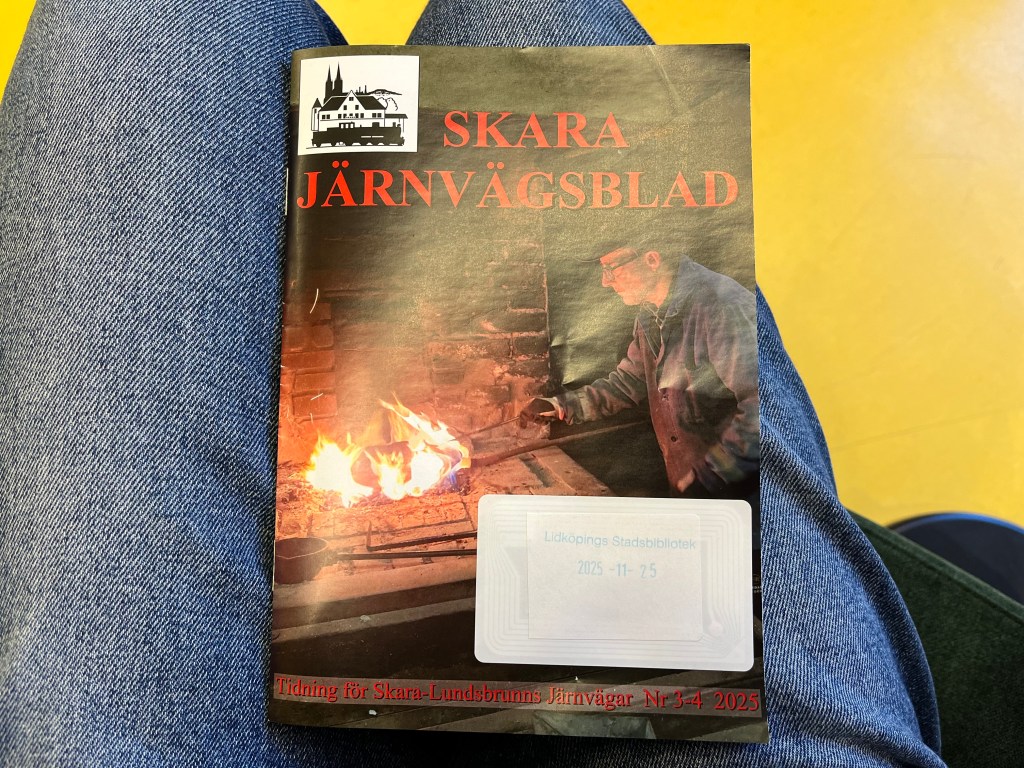 SKARA
JÄRNVÄGSBLAD
Lidköpings Stadsbibliotek
2025 -11- 25
Tidning för Skara-Lundsbrunns Järnvägar Nr 3-4 2025